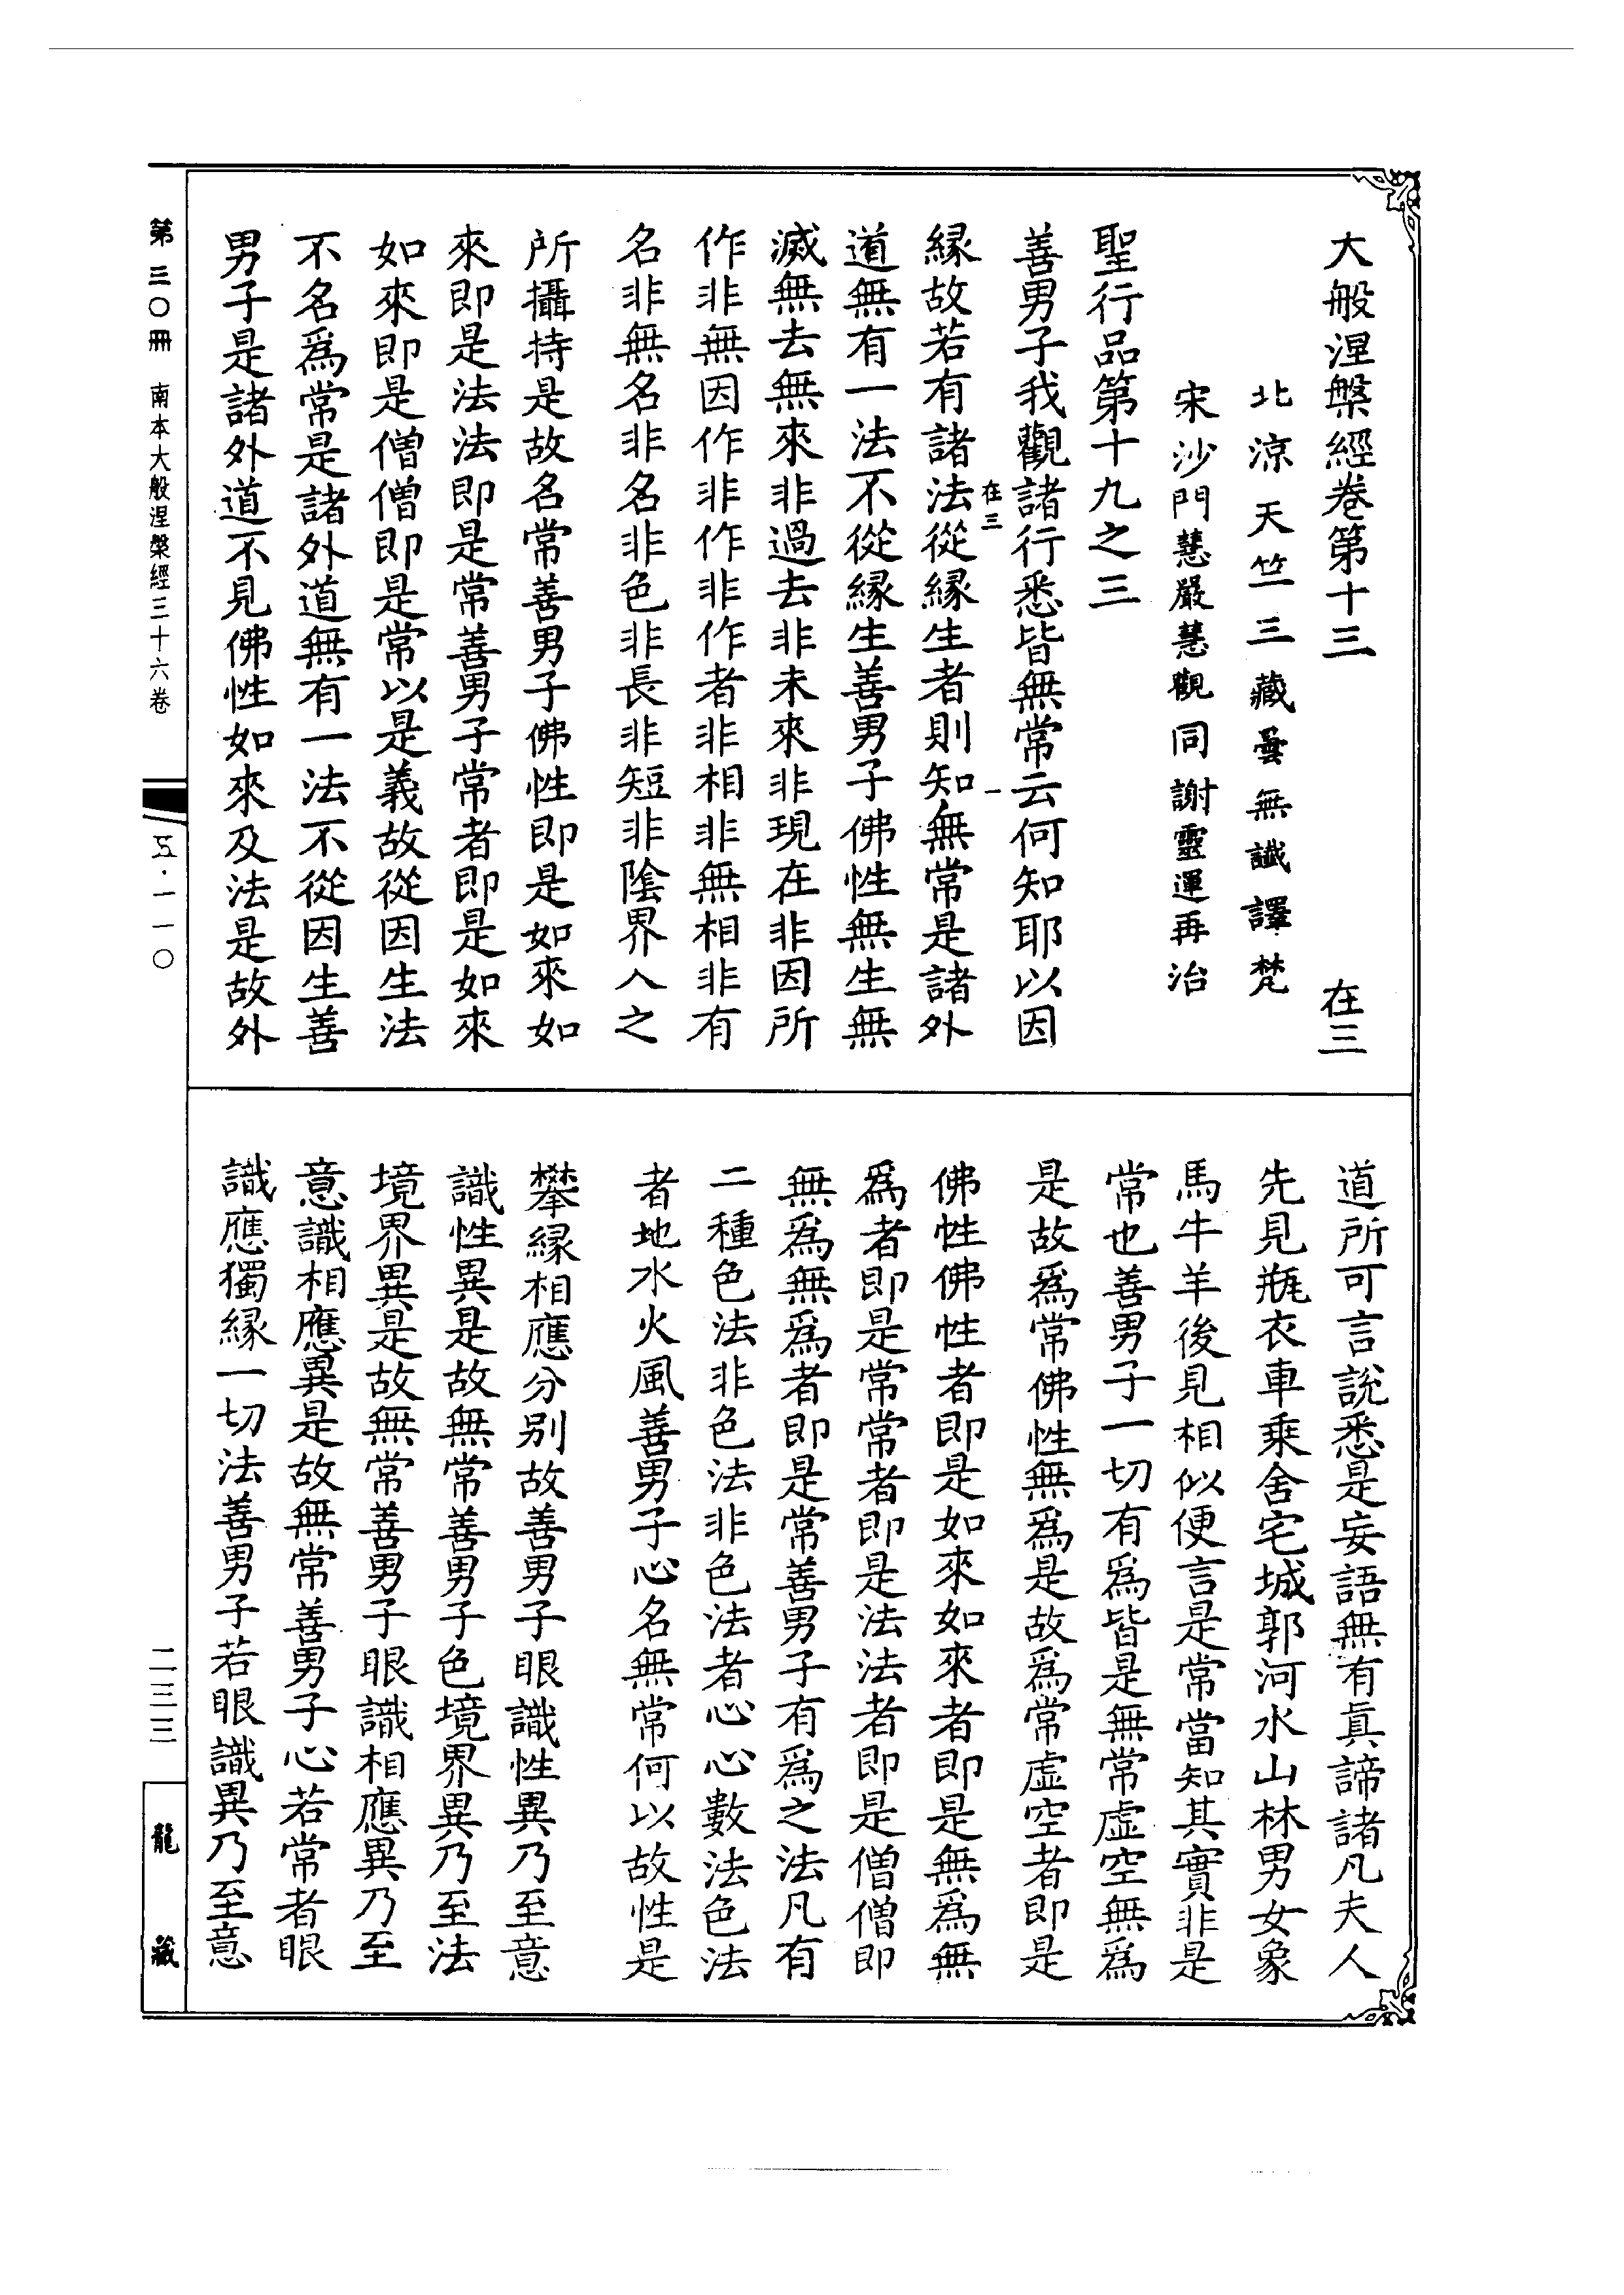 大般涅槃經卷第十三 在三
北涼天竺三藏曇無讖譯梵
宋沙門慧嚴慧觀同謝靈運再治
聖行品第十九之三
善男子我觀諸行悉皆無常云何知耶以因
在三 一
緣故若有諸法從緣生者則知無常是諸外
道無有一法不從緣生善男子佛性無生無
滅無去無來非過去非未來非現在非因所
作非無因作非作非作者非相非無相非有
名非無名非名非色非長非短非陰界入之
所攝持是故名常善男子佛性即是如來如
來即是法法即是常善男子常者即是如來
如來即是僧僧即是常以是義故從因生法
不名爲常是諸外道無有一法不從因生善
男子是諸外道不見佛性如來及法是故外
道所可言說悉是妄語無有眞諦諸凡夫人
先見瓶衣車乘舍宅城郭河水山林男女象
馬牛羊後見相似便言是常當知其實非是
常也善男子一切有爲皆是無常虛空無爲
是故爲常佛性無爲是故爲常虛空者即是
佛性佛性者即是如來如來者即是無爲無
爲者即是常常者即是法法者即是僧僧即
無爲無爲者即是常善男子有爲之法凡有
二種色法非色法非色法者心心數法色法
者地水火風善男子心名無常何以故性是
攀緣相應分別故善男子眼識性異乃至意
識性異是故無常善男子色境界異乃至法
境界異是故無常善男子眼識相應異乃至
意識相應異是故無常善男子心若常者眼
識應獨緣一切法善男子若眼識異乃至意
第三〇冊 南本大般涅槃經三十六卷
五·一一〇
二三三
龍藏